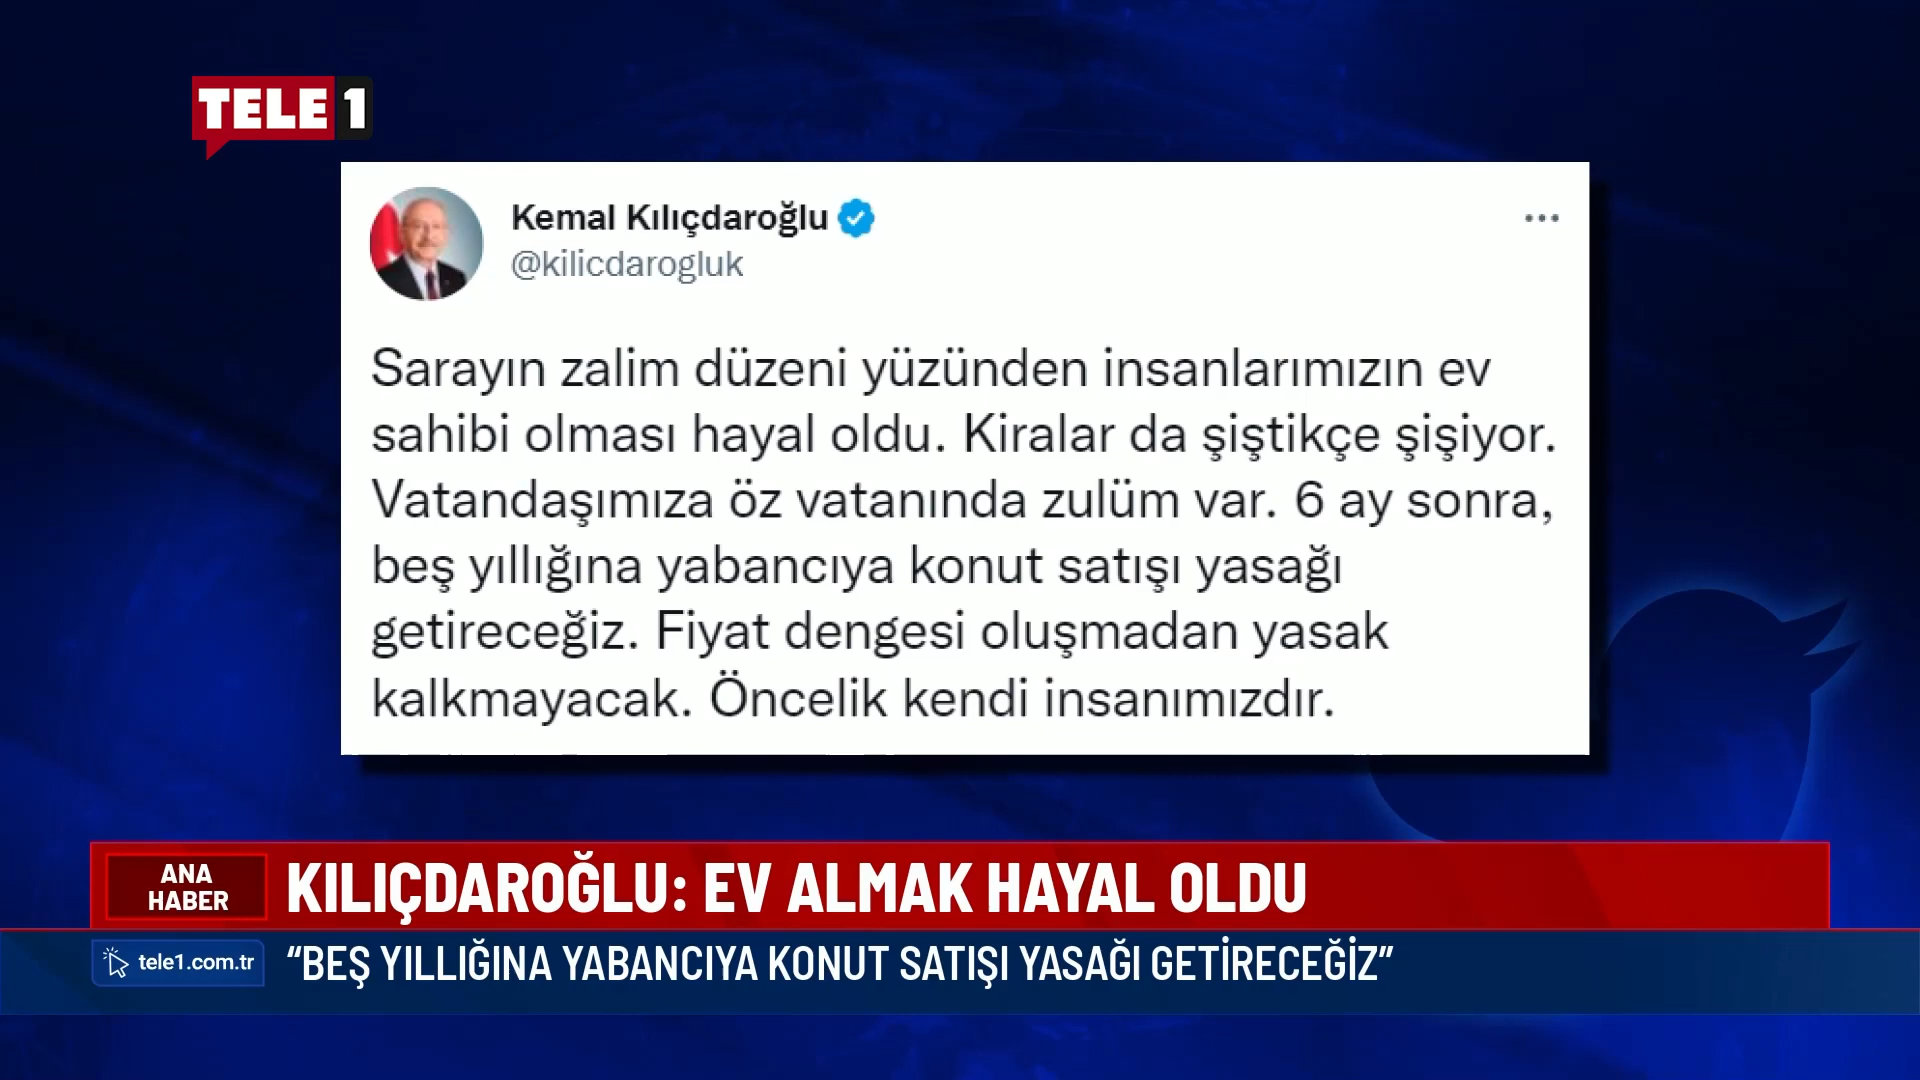 TELE 1
Kemal Kılıçdaroğlu
@kilicdarogluk
Sarayın zalim düzeni yüzünden insanlarımızın ev
sahibi olması hayal oldu. Kiralar da şiştikçe şişiyor.
Vatandaşımıza öz vatanında zulüm var. 6 ay sonra,
beş yıllığına yabancıya konut satışı yasağı
getireceğiz. Fiyat dengesi oluşmadan yasak
kalkmayacak. Öncelik kendi insanımızdır.
ANA
HABER
KILIÇDAROĞLU: EV ALMAK HAYAL OLDU
tele1.com.tr
“BEŞ YILLIĞINA YABANCIYA KONUT SATIŞI YASAĞI GETİRECEĞİZ”